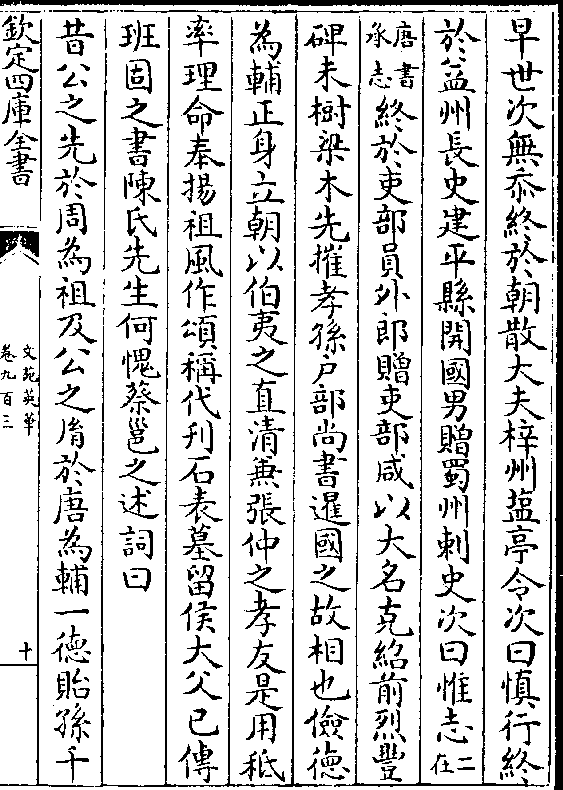 早世次無忝終於朝散大夫梓州鹽亭令次曰慎行終
於益州長史建平縣開國男贈蜀州刺史次曰惟志二在
唐書承志終於吏部員外郎贈吏部咸以大名克紹前烈豐
碑未樹梁木先摧孝孫户部尚書暹國之故相也儉德
為輔正身立朝以伯夷之直清兼張仲之孝友是用秪
率理命奉揚祖風作頌稱代刋石表墓留侯大父已傳
班固之書陳氏先生何愧蔡邕之述詞曰
昔公之先於周為祖及公之胄於唐為輔一德貽孫千
欽定四庫全書
文苑英華
卷九百三
十